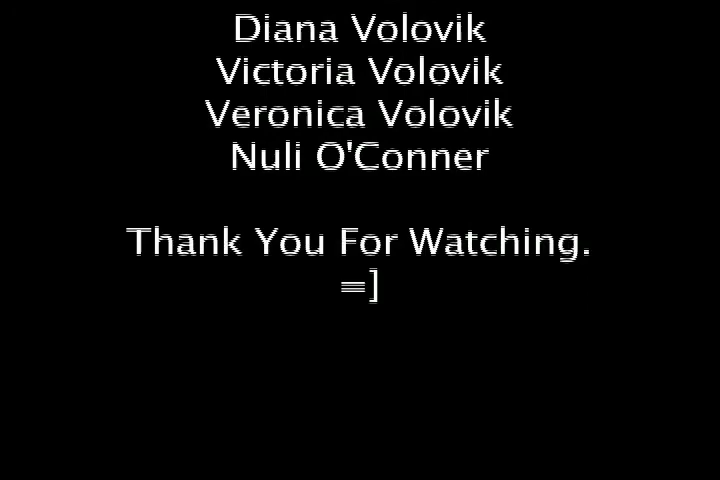 Diana Volovik
Victoria Volovik
Veronica Volovik
Nuli O'Conner
Thank You For Watching.
=]